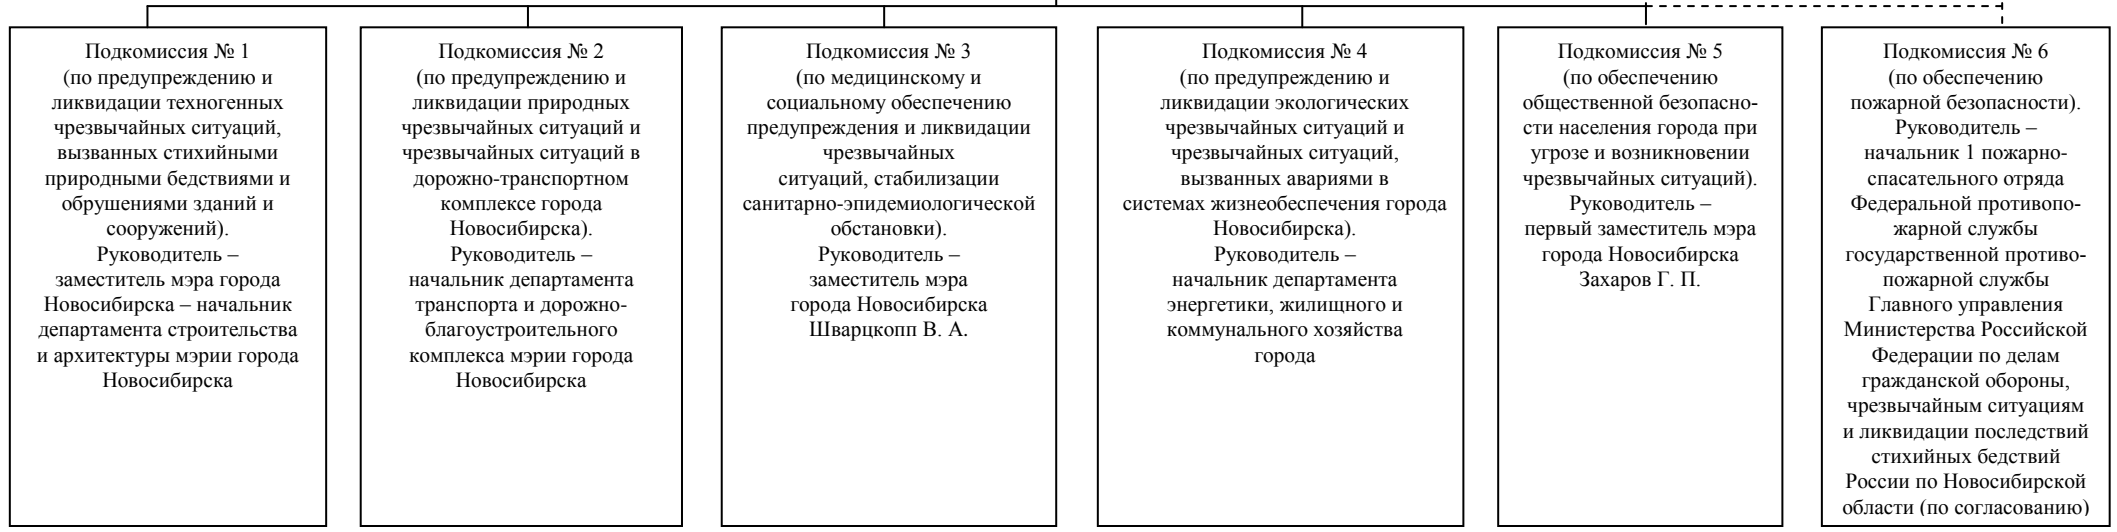 Подкомиссия № 1
(по предупреждению и
ликвидации техногенных
чрезвычайных ситуаций,
вызванных стихийными
природными бедствиями и
обрушениями зданий и
сооружений).
Руководитель –
заместитель мэра города
Новосибирска – начальник
департамента строительства
и архитектуры мэрии города
Новосибирска
Подкомиссия № 2
(по предупреждению и
ликвидации природных
чрезвычайных ситуаций и
чрезвычайных ситуаций в
дорожно-транспортном
комплексе города
Новосибирска).
Руководитель –
начальник департамента
транспорта и дорожно-
благоустроительного
комплекса мэрии города
Новосибирска
Подкомиссия № 3
(по медицинскому и
социальному обеспечению
предупреждения и ликвидации
чрезвычайных
ситуаций, стабилизации
санитарно-эпидемиологической
обстановки).
Руководитель –
заместитель мэра
города Новосибирска
Шварцкопп В. А.
Подкомиссия № 4
(по предупреждению и
ликвидации экологических
чрезвычайных ситуаций и
чрезвычайных ситуаций,
вызванных авариями в
системах жизнеобеспечения города
Новосибирска).
Руководитель –
начальник департамента
энергетики, жилищного и
коммунального хозяйства
города
Подкомиссия № 5
(по обеспечению
общественной безопасно-
сти населения города при
угрозе и возникновении
чрезвычайных ситуаций).
Руководитель –
первый заместитель мэра
города Новосибирска
Захаров Г. П.
Подкомиссия № 6
(по обеспечению
пожарной безопасности).
Руководитель –
начальник 1 пожарно-
спасательного отряда
Федеральной противопо-
жарной службы
государственной противо-
пожарной службы
Главного управления
Министерства Российской
Федерации по делам
гражданской обороны,
чрезвычайным ситуациям
и ликвидации последствий
стихийных бедствий
России по Новосибирской
области (по согласованию)